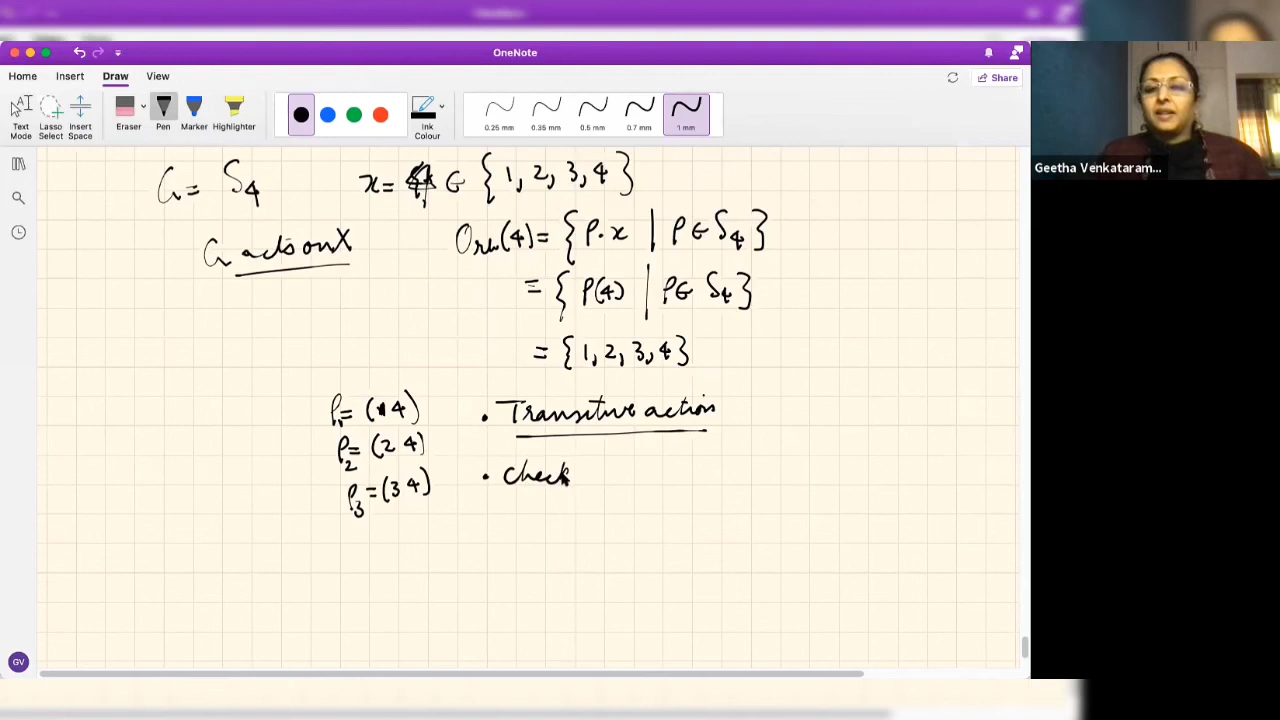 OneNote
Home Insert Draw View
Share
Text Mode
Lasso Select
Insert Space
Eraser
Pen
Marker
Highlighter
Ink Colour
0.25 mm
0.35 mm
0.5 mm
0.7 mm
1 mm
Geetha Venkataram...
G = S4 x = ∈ {1, 2, 3, 4}
G acts on X
Orb(4) = {ρ·x | ρ ∈ S4}
= {ρ(4) | ρ ∈ S4}
= {1, 2, 3, 4}
ρ1 = (1 4)
ρ2 = (2 4)
ρ3 = (3 4)
• Transitive action
• Check
GV